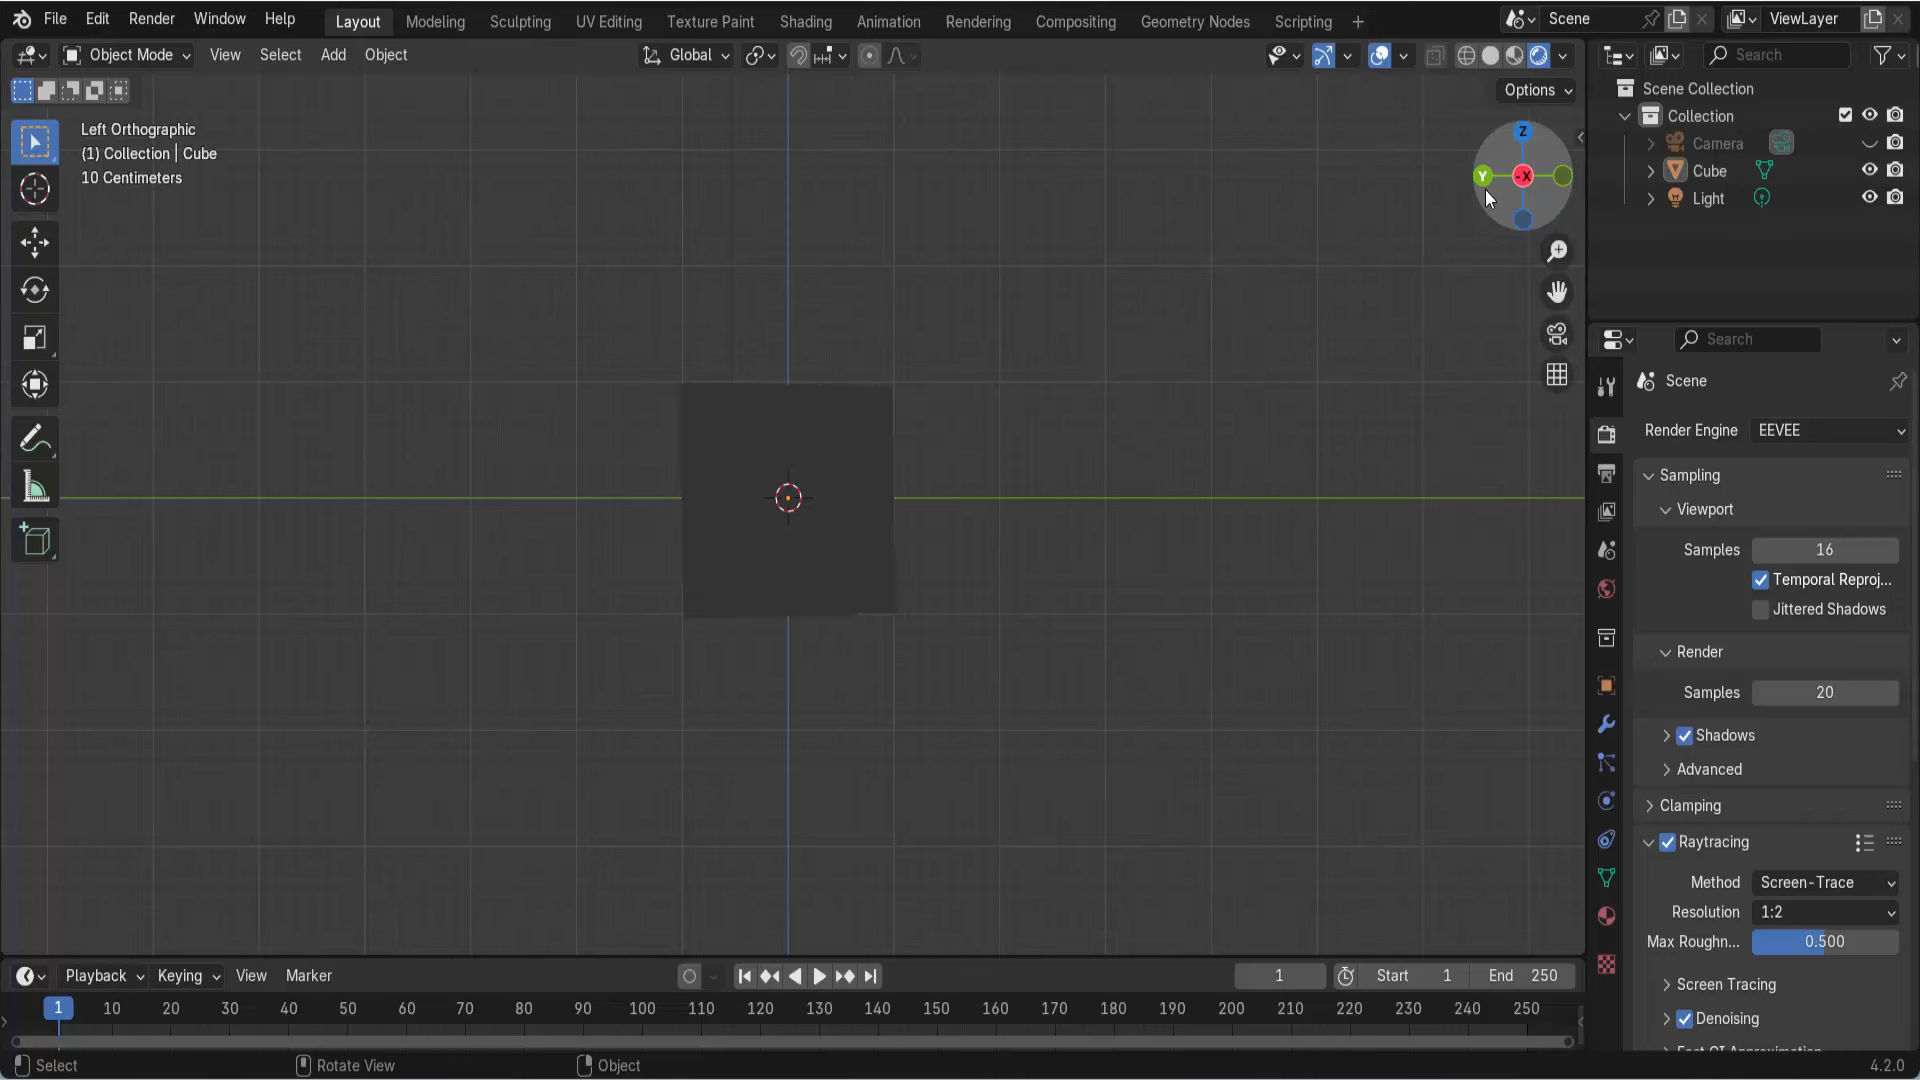 File Edit Render Window Help Layout Modeling Sculpting UV Editing Texture Paint Shading Animation Rendering Compositing Geometry Nodes Scripting + Scene ViewLayer
Object Mode View Select Add Object Global Search
Options
Left Orthographic
(1) Collection | Cube
10 Centimeters
Z
Y
-X
Scene Collection
Collection
Camera
Cube
Light
Search
Scene
Render Engine EEVEE
Sampling
Viewport
Samples 16
Temporal Reproj...
Jittered Shadows
Render
Samples 20
Shadows
Advanced
Clamping
Raytracing
Method Screen-Trace
Resolution 1:2
Max Roughn... 0.500
Screen Tracing
Denoising
Playback Keying View Marker 1 Start 1 End 250
1 10 20 30 40 50 60 70 80 90 100 110 120 130 140 150 160 170 180 190 200 210 220 230 240 250
Select Rotate View Object 4.2.0